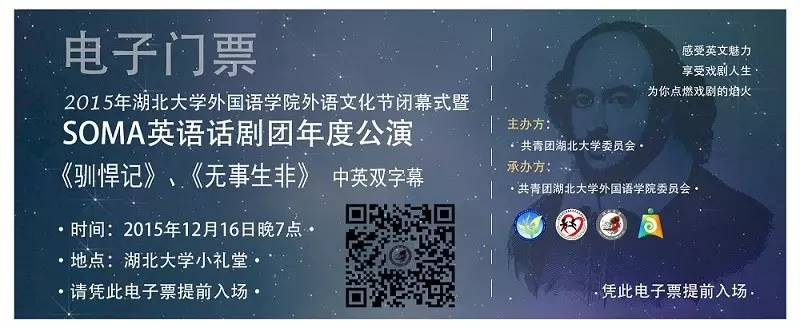 电子门票
2015年湖北大学外国语学院外语文化节闭幕式暨
SOMA英语话剧团年度公演
《驯悍记》、《无事生非》 中英双字幕
·时间：2015年12月16日晚7点·
·地点：湖北大学小礼堂·
·请凭此电子票提前入场·
感受英文魅力
享受戏剧人生
为你点燃戏剧的焰火
主办方：
·共青团湖北大学委员会·
承办方：
·共青团湖北大学外国语学院委员会·
凭此电子票提前入场·